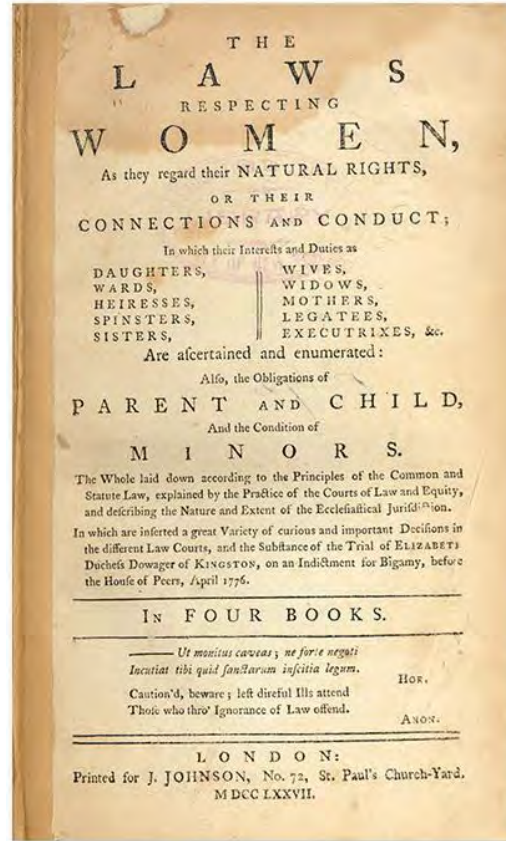 THE
LAWS
RESPECTING
WOMEN,
As they regard their NATURAL RIGHTS,
OR THEIR
CONNECTIONS AND CONDUCT;
In which their Intereſts and Duties as
DAUGHTERS, WIVES,
WARDS, WIDOWS,
HEIRESSES, MOTHERS,
SPINSTERS, LEGATEES,
SISTERS, EXECUTRIXES, &c.
Are aſcertained and enumerated:
Alſo, the Obligations of
PARENT AND CHILD,
And the Condition of
MINORS.
The Whole laid down according to the Principles of the Common and
Statute Law, explained by the Practice of the Courts of Law and Equity,
and deſcribing the Nature and Extent of the Eccleſiaſtical Juriſdiction.
In which are inſerted a great Variety of curious and important Deciſions in
the different Law Courts, and the Subſtance of the Trial of ELIZABETH
Ducheſs Dowager of KINGSTON, on an Indictment for Bigamy, before
the Houſe of Peers, April 1776.
IN FOUR BOOKS.
——— Ut monitus caveas; ne forte negoti
Incutiat tibi quid ſanctarum inſcitia legum.
HOR.
Caution'd, beware; leſt direful Ills attend
Thoſe who thro' Ignorance of Law offend.
ANON.
LONDON:
Printed for J. JOHNSON, No. 72, St. Paul's Church-Yard.
M DCC LXXVII.